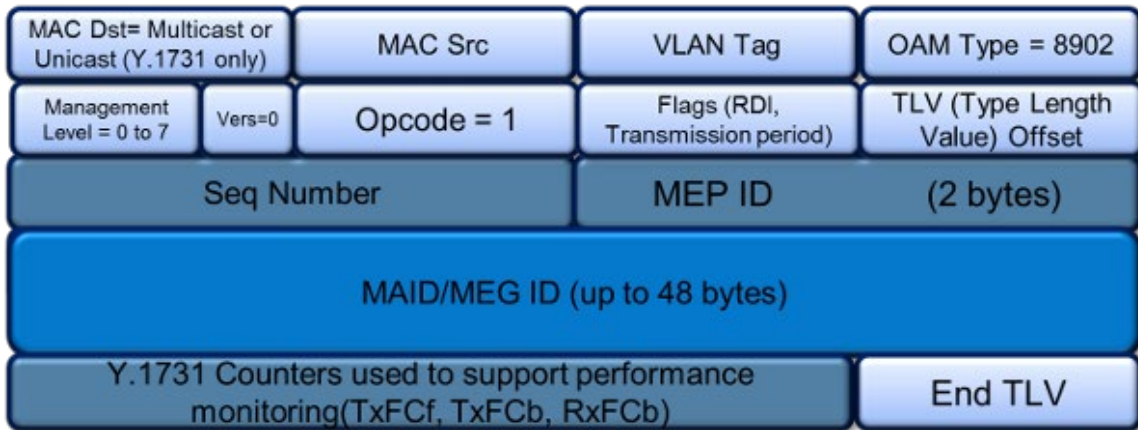 MAC Dst= Multicast or
Unicast (Y.1731 only)
MAC Src
VLAN Tag
OAM Type = 8902
Management
Level = 0 to 7
Vers=0
Opcode = 1
Flags (RDI,
Transmission period)
TLV (Type Length
Value) Offset
Seq Number
MEP ID (2 bytes)
MAID/MEG ID (up to 48 bytes)
Y.1731 Counters used to support performance
monitoring(TxFCf, TxFCb, RxFCb)
End TLV